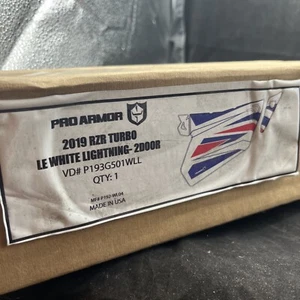 PRO ARMOR
2019 RZR TURBO
LE WHITE LIGHTNING- 2DOOR
VD# P193G501WLL
QTY: 1
MADE IN USA